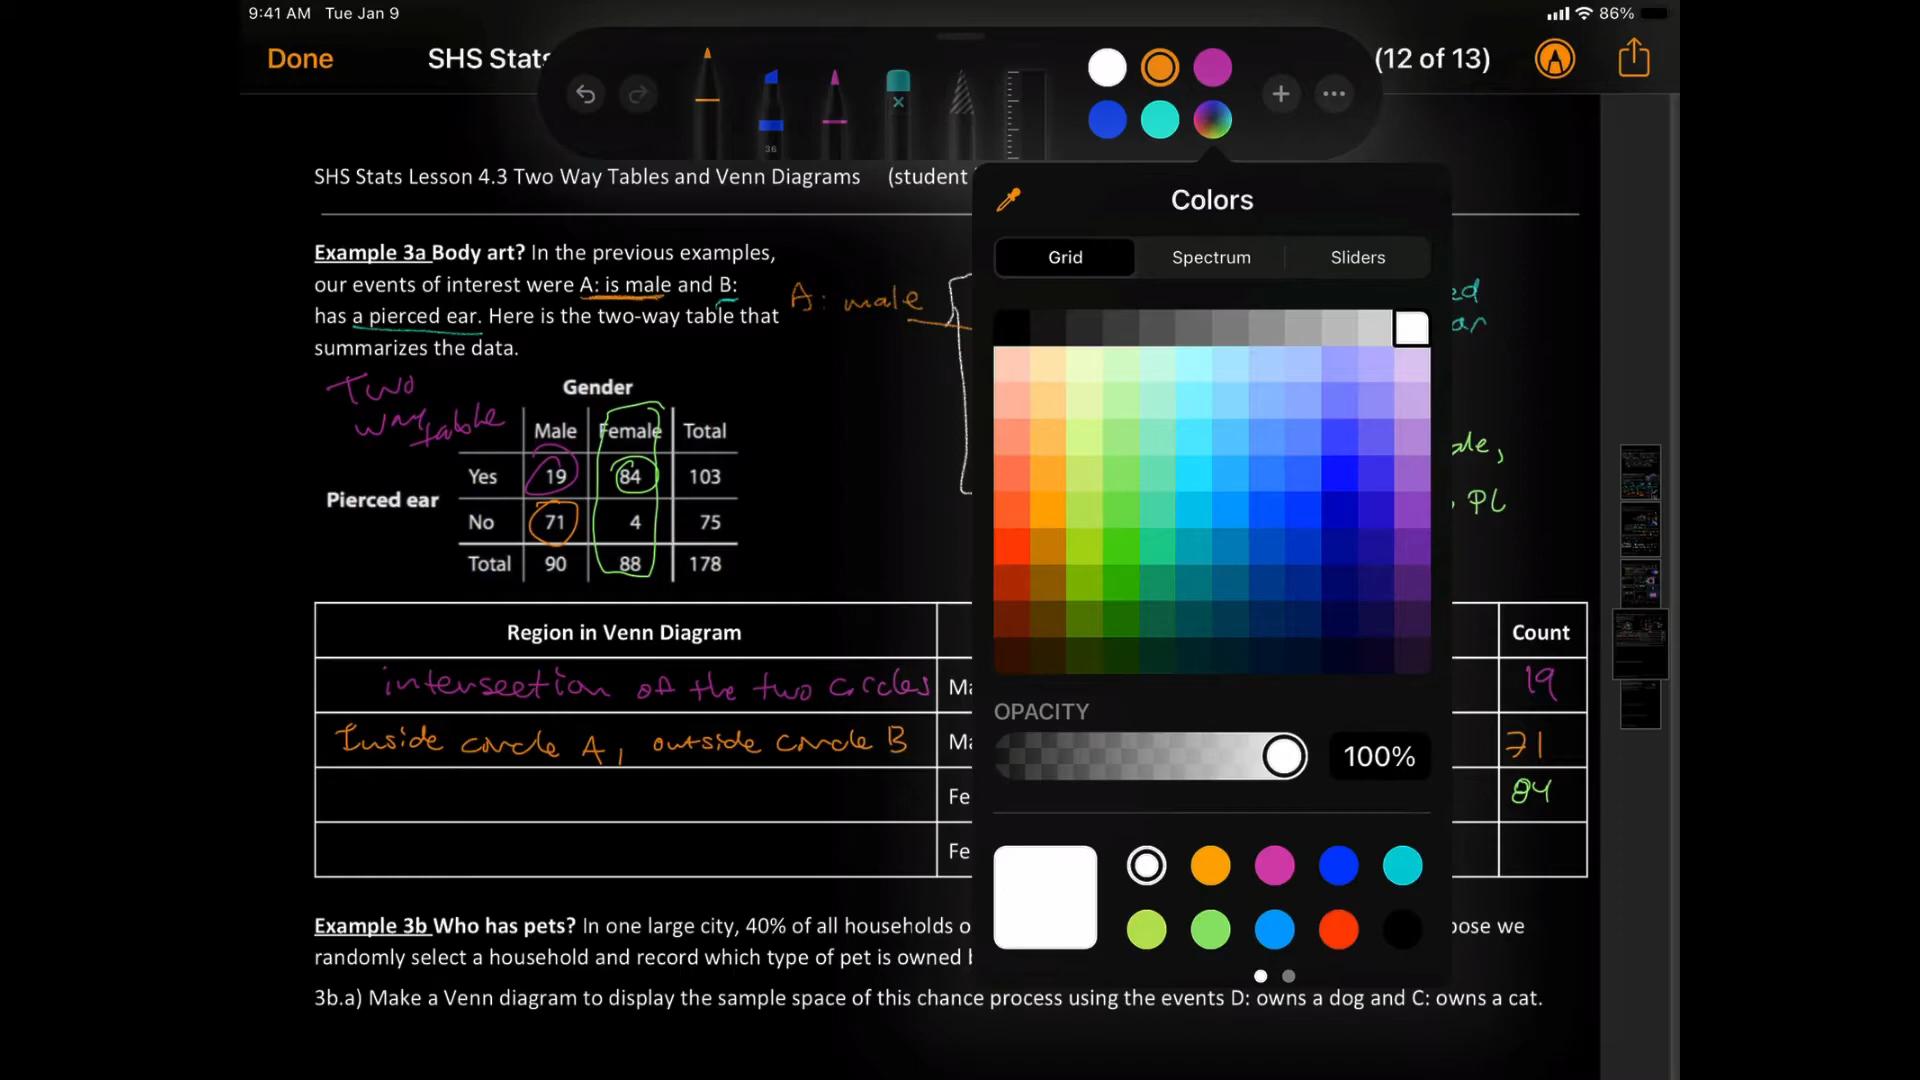 9:41 AM Tue Jan 9
86%
Done
SHS Stats
(12 of 13)
36
SHS Stats Lesson 4.3 Two Way Tables and Venn Diagrams (student
Colors
Grid Spectrum Sliders
Example 3a Body art? In the previous examples,
our events of interest were A: is male and B:
has a pierced ear. Here is the two-way table that
summarizes the data.
A: male
Two
way table
Gender
Male Female Total
Yes 19 84 103
Pierced ear
No 71 4 75
Total 90 88 178
PC
OPACITY
100%
Region in Venn Diagram
Count
intersection of the two circles
Ma
19
Inside circle A, outside circle B
Ma
71
Fe
84
Fe
Example 3b Who has pets? In one large city, 40% of all households o
pose we
randomly select a household and record which type of pet is owned b
3b.a) Make a Venn diagram to display the sample space of this chance process using the events D: owns a dog and C: owns a cat.